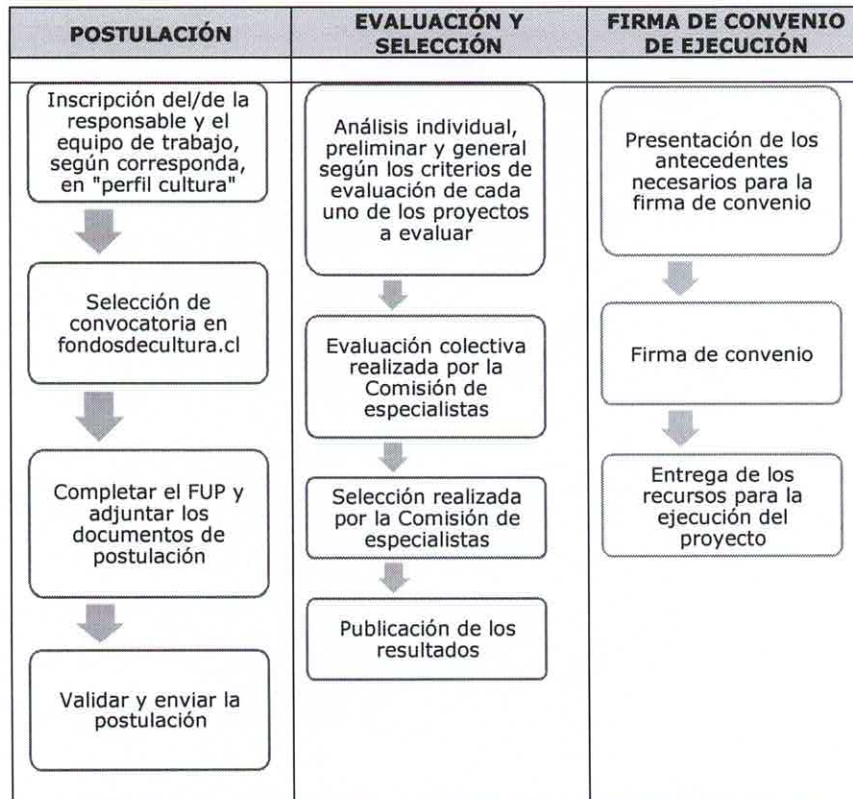 POSTULACIÓN
EVALUACIÓN Y
SELECCIÓN
FIRMA DE CONVENIO
DE EJECUCIÓN
Inscripción del/de la
responsable y el
equipo de trabajo,
según corresponda,
en "perfil cultura"
Selección de
convocatoria en
fondosdecultura.cl
Completar el FUP y
adjuntar los
documentos de
postulación
Validar y enviar la
postulación
Análisis individual,
preliminar y general
según los criterios de
evaluación de cada
uno de los proyectos
a evaluar
Evaluación colectiva
realizada por la
Comisión de
especialistas
Selección realizada
por la Comisión de
especialistas
Publicación de los
resultados
Presentación de los
antecedentes
necesarios para la
firma de convenio
Firma de convenio
Entrega de los
recursos para la
ejecución del
proyecto